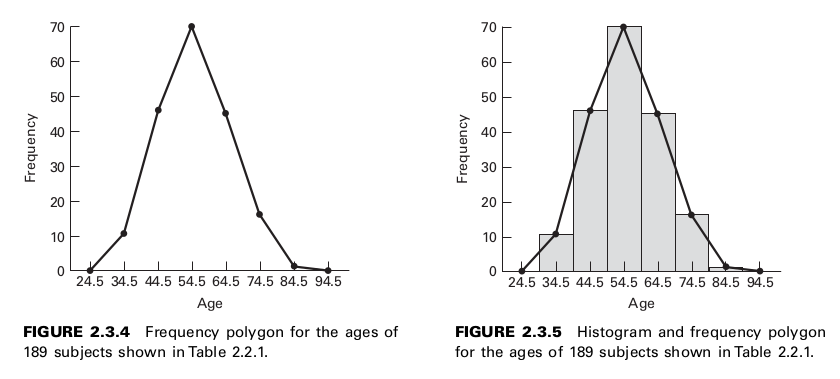 70
60
50
40
30
20
10
0
Frequency
24.5 34.5 44.5 54.5 64.5 74.5 84.5 94.5
Age
FIGURE 2.3.4 Frequency polygon for the ages of
189 subjects shown in Table 2.2.1.
70
60
50
40
30
20
10
0
Frequency
24.5 34.5 44.5 54.5 64.5 74.5 84.5 94.5
Age
FIGURE 2.3.5 Histogram and frequency polygon
for the ages of 189 subjects shown in Table 2.2.1.